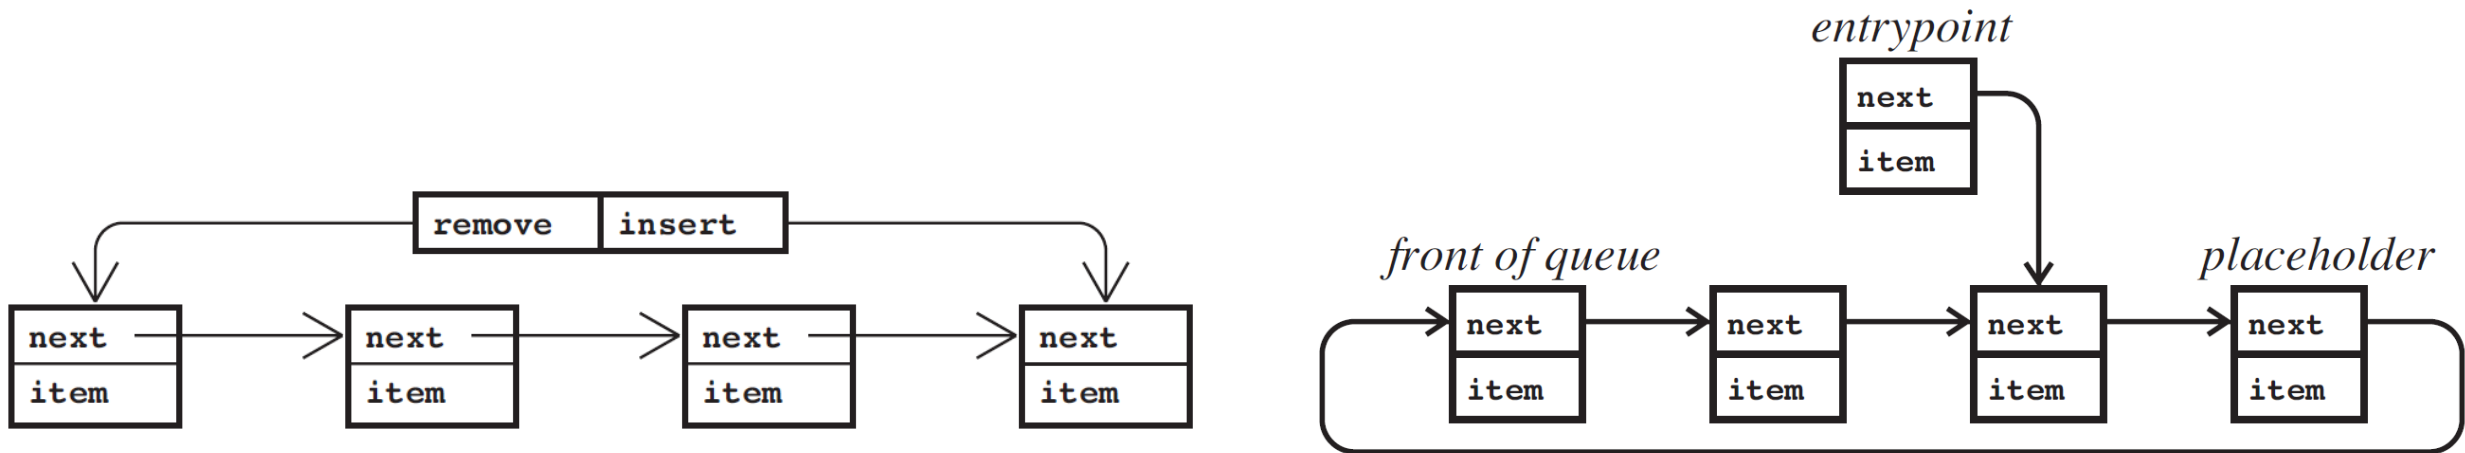 remove insert
next next next next
item item item item
entrypoint
next
item
front of queue placeholder
next next next next
item item item item